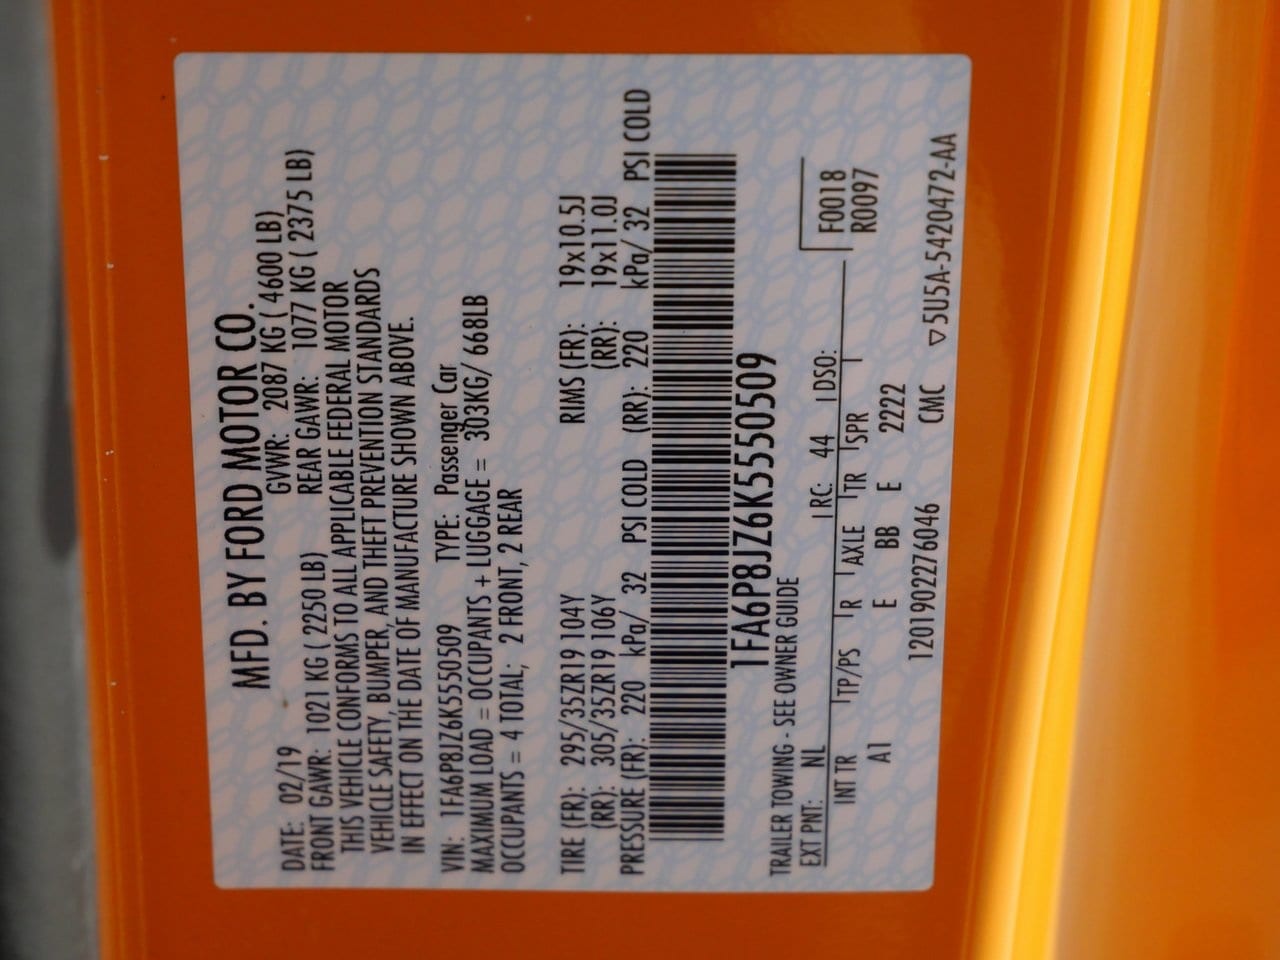 MFD. BY FORD MOTOR CO.
DATE: 02/19 GVWR: 2087 KG ( 4600 LB)
FRONT GAWR: 1021 KG ( 2250 LB) REAR GAWR: 1077 KG ( 2375 LB)
THIS VEHICLE CONFORMS TO ALL APPLICABLE FEDERAL MOTOR
VEHICLE SAFETY, BUMPER, AND THEFT PREVENTION STANDARDS
IN EFFECT ON THE DATE OF MANUFACTURE SHOWN ABOVE.
VIN: 1FA6P8JZ6K5550509 TYPE: Passenger Car
MAXIMUM LOAD = OCCUPANTS + LUGGAGE = 303KG/ 668LB
OCCUPANTS = 4 TOTAL; 2 FRONT, 2 REAR
TIRE (FR): 295/35ZR19 104Y RIMS (FR): 19x10.5J
(RR): 305/35ZR19 106Y (RR): 19x11.0J
PRESSURE (FR): 220 kPa/ 32 PSI COLD (RR): 220 kPa/ 32 PSI COLD
1FA6P8JZ6K5550509
TRAILER TOWING - SEE OWNER GUIDE
EXT PNT: NL RC: 44 DSO: F0018
R0097
INT TR TP/PS R AXLE TR SPR
A1 E BB E 2222
1201902276046 CMC ▽5U5A-5420472-AA